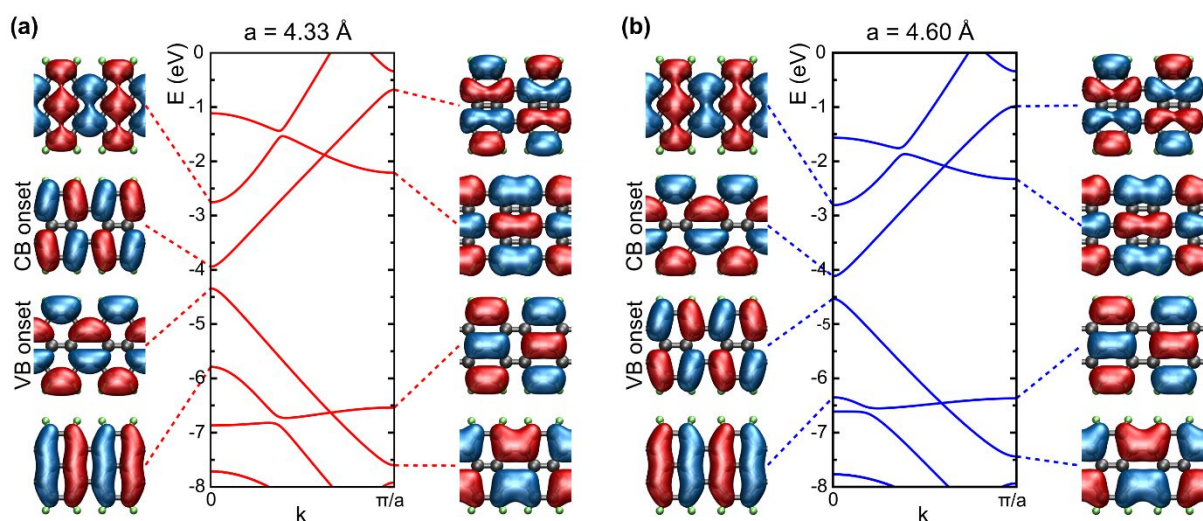 (a)
a = 4.33 Å
E (eV)
0
-1
-2
-3
-4
-5
-6
-7
-8
0
π/a
k
CB onset
VB onset
(b)
a = 4.60 Å
E (eV)
0
-1
-2
-3
-4
-5
-6
-7
-8
0
π/a
k
CB onset
VB onset